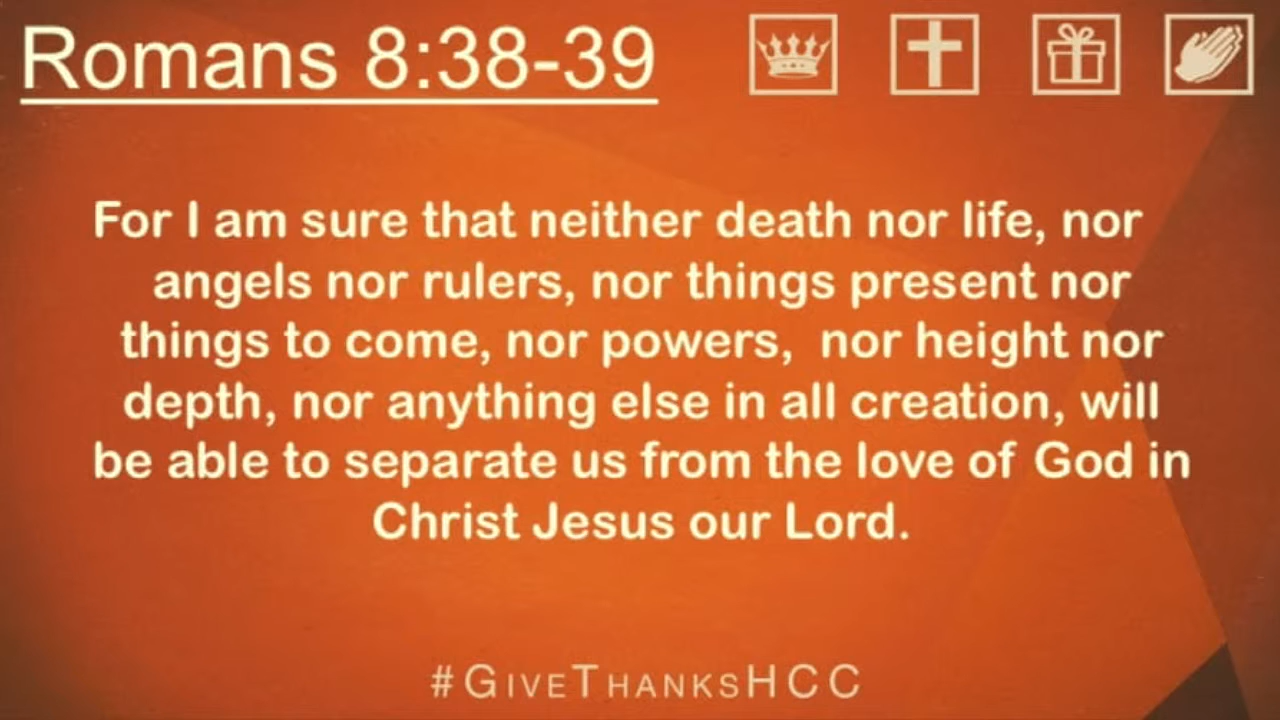 Romans 8:38-39
For I am sure that neither death nor life, nor
angels nor rulers, nor things present nor
things to come, nor powers,  nor height nor
depth, nor anything else in all creation, will
be able to separate us from the love of God in
Christ Jesus our Lord.
#GiveThanksHCC